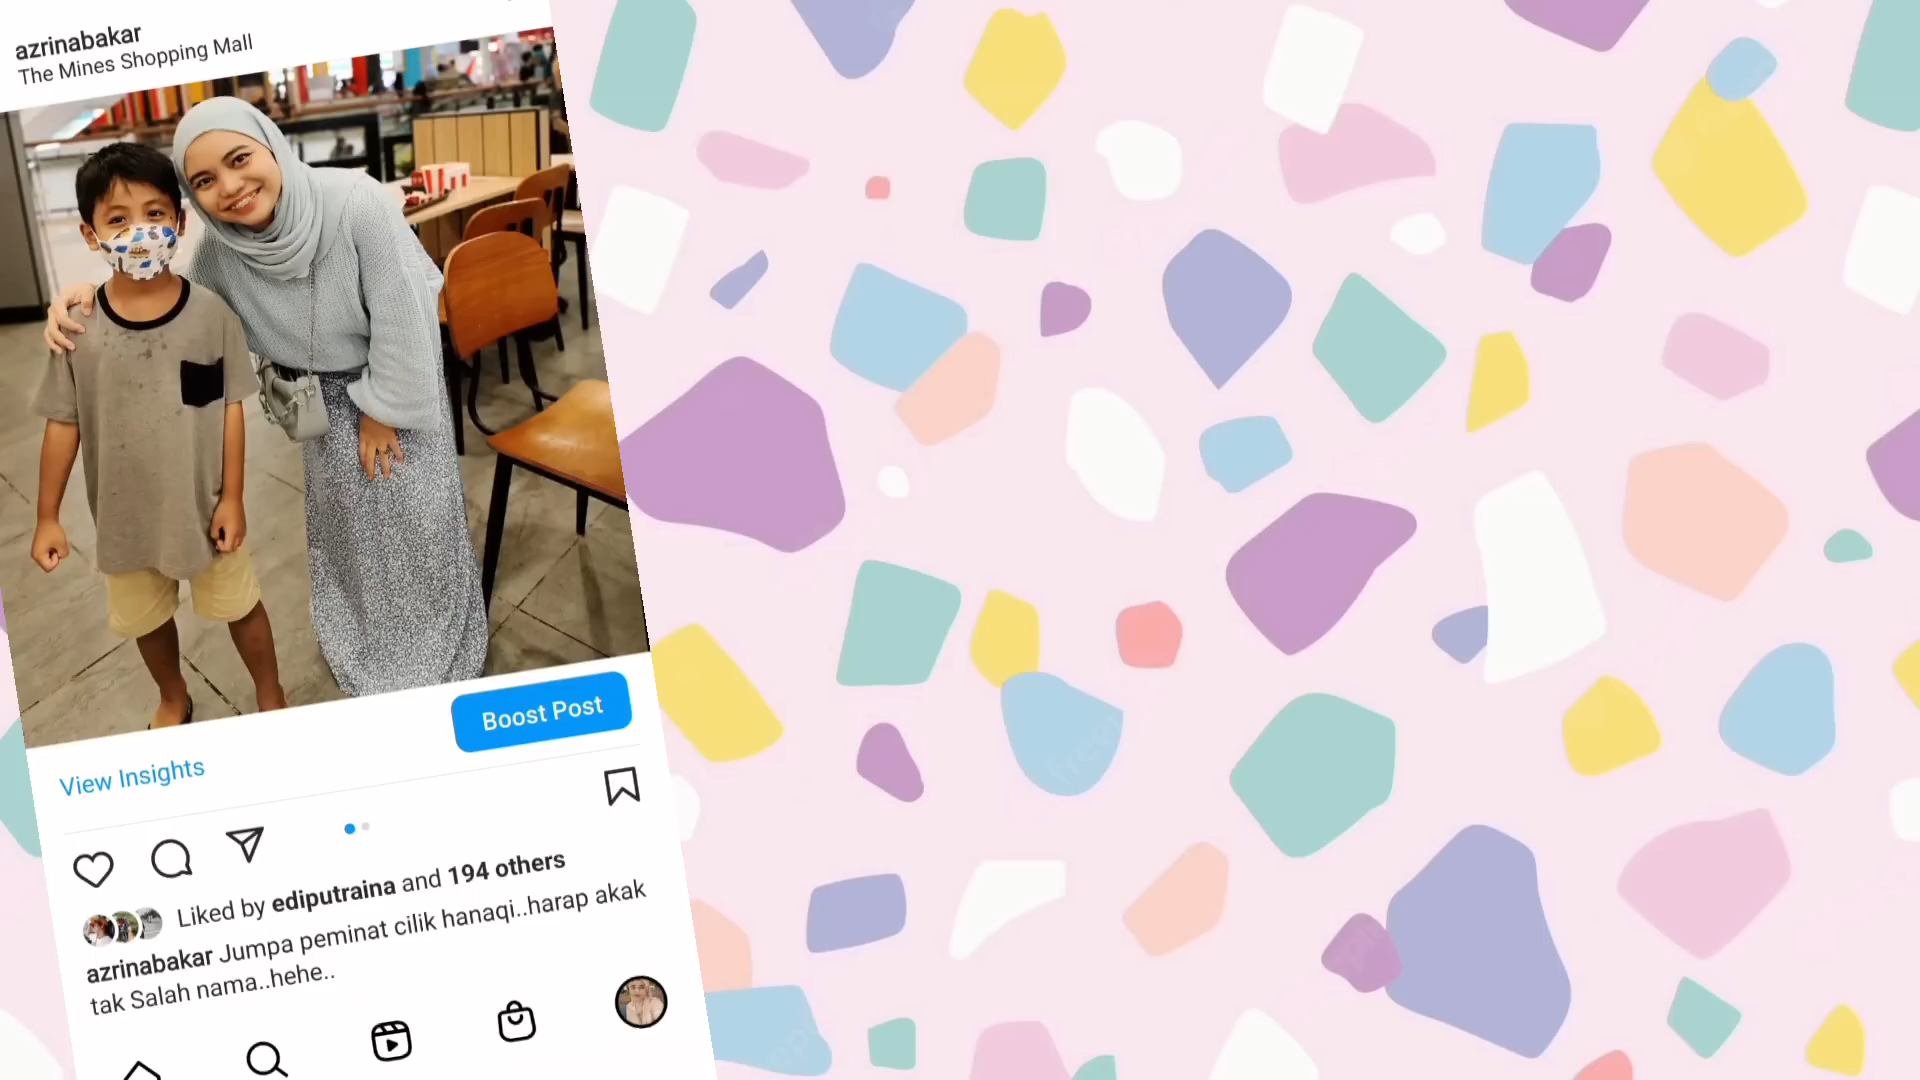 azrinabakar
The Mines Shopping Mall
View Insights
Boost Post
Liked by ediputraina and 194 others
azrinabakar Jumpa peminat cilik hanaqi..harap akak
tak Salah nama..hehe..